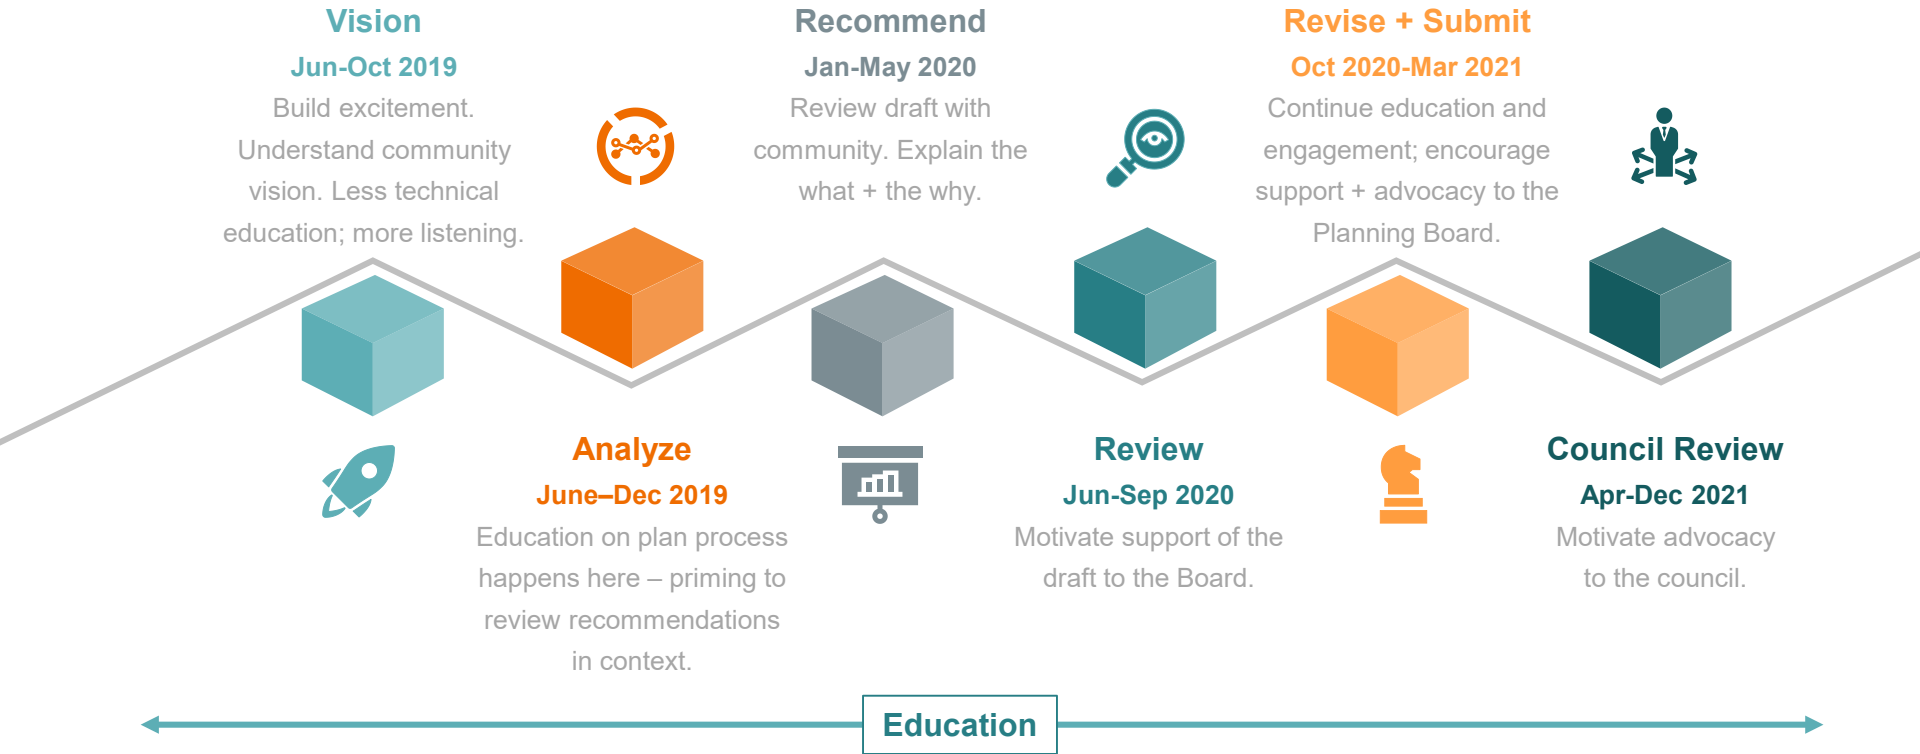 Vision
Jun-Oct 2019
Build excitement.
Understand community
vision. Less technical
education; more listening.
Analyze
June–Dec 2019
Education on plan process
happens here – priming to
review recommendations
in context.
Recommend
Jan-May 2020
Review draft with
community. Explain the
what + the why.
Review
Jun-Sep 2020
Motivate support of the
draft to the Board.
Revise + Submit
Oct 2020-Mar 2021
Continue education and
engagement; encourage
support + advocacy to the
Planning Board.
Council Review
Apr-Dec 2021
Motivate advocacy
to the council.
Education